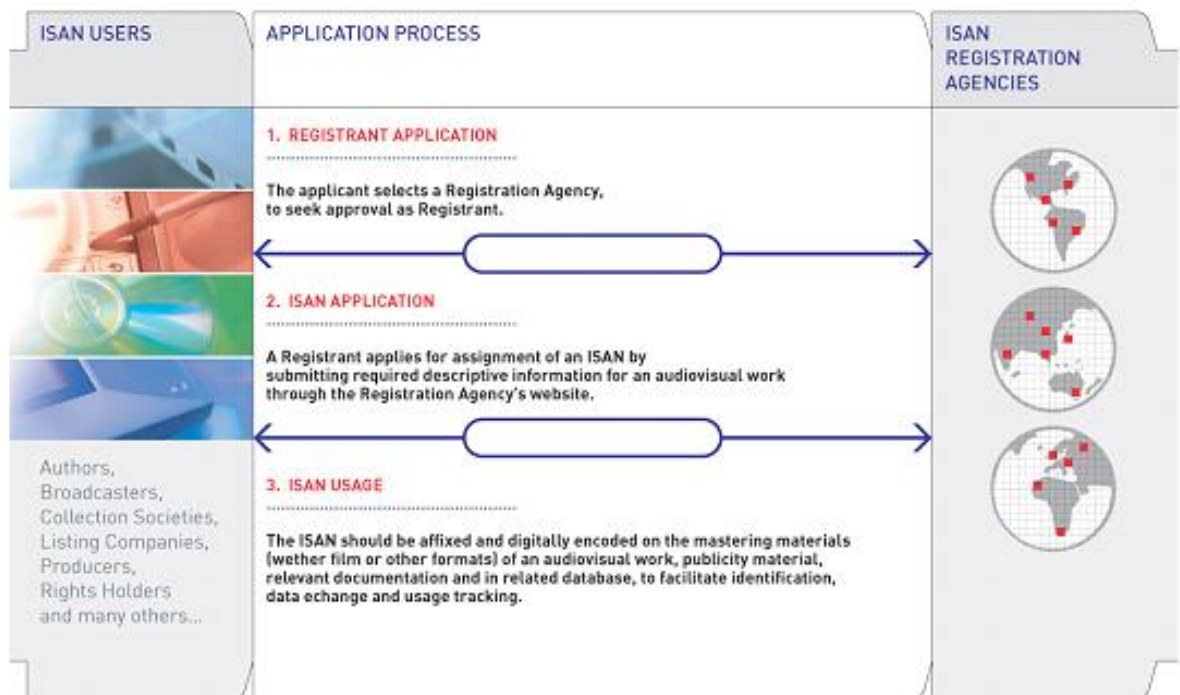 ISAN USERS
APPLICATION PROCESS
ISAN
REGISTRATION
AGENCIES
1. REGISTRANT APPLICATION
The applicant selects a Registration Agency,
to seek approval as Registrant.
2. ISAN APPLICATION
A Registrant applies for assignment of an ISAN by
submitting required descriptive information for an audiovisual work
through the Registration Agency's website.
3. ISAN USAGE
The ISAN should be affixed and digitally encoded on the mastering materials
(wether film or other formats) of an audiovisual work, publicity material,
relevant documentation and in related database, to facilitate identification,
data echange and usage tracking.
Authors,
Broadcasters,
Collection Societies,
Listing Companies,
Producers,
Rights Holders
and many others...